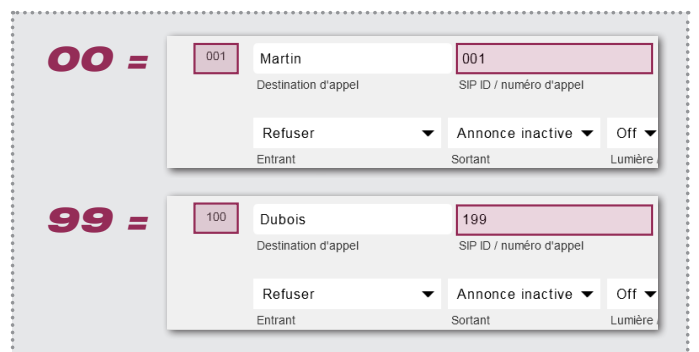 00 = 001 Martin 001
Destination d'appel SIP ID / numéro d'appel
Refuser Annonce inactive Off
Entrant Sortant Lumière
99 = 100 Dubois 199
Destination d'appel SIP ID / numéro d'appel
Refuser Annonce inactive Off
Entrant Sortant Lumière